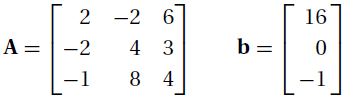 A = [ 2 −2 6 ] b = [ 16 ]
[ −2 4 3 ] [ 0 ]
[ −1 8 4 ] [ −1 ]